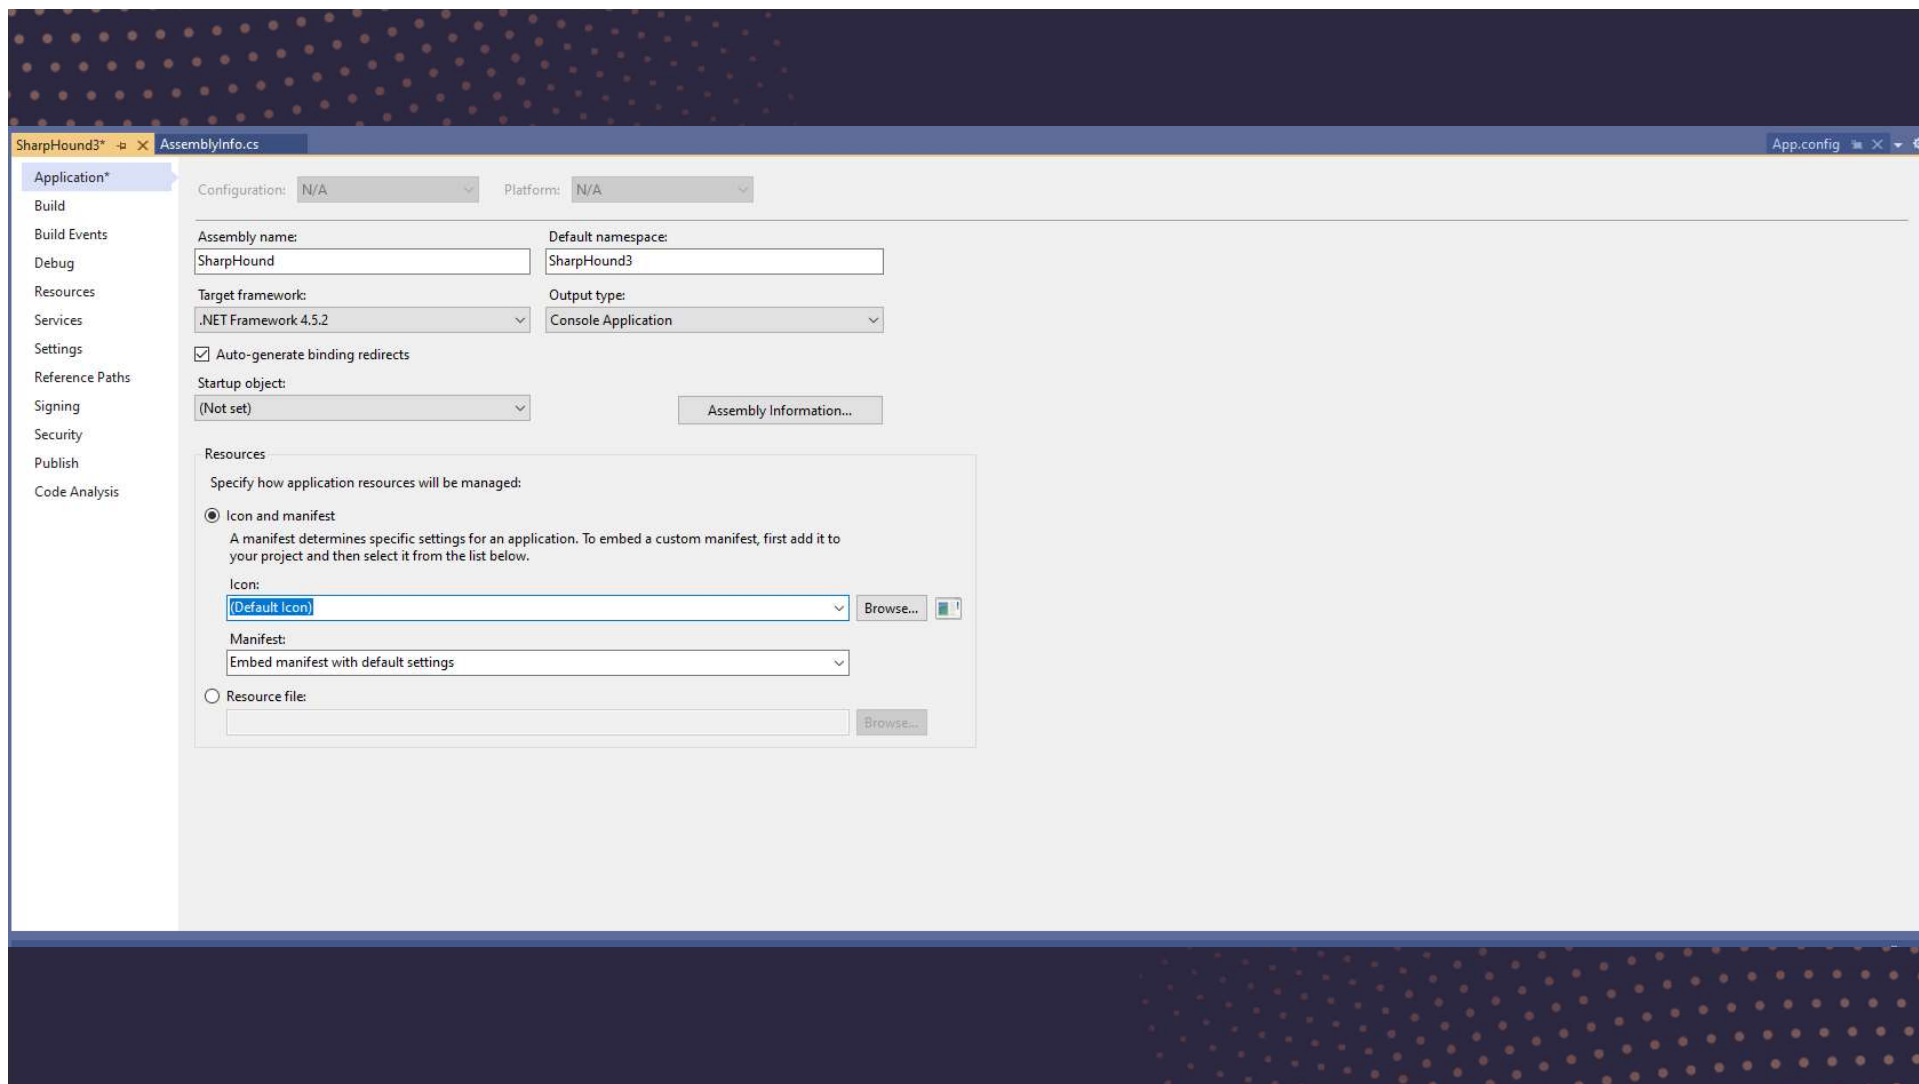 SharpHound3*
AssemblyInfo.cs
App.config
Application*
Build
Build Events
Debug
Resources
Services
Settings
Reference Paths
Signing
Security
Publish
Code Analysis
Configuration: N/A Platform: N/A
Assembly name: Default namespace:
SharpHound SharpHound3
Target framework: Output type:
.NET Framework 4.5.2 Console Application
Auto-generate binding redirects
Startup object:
(Not set) Assembly Information...
Resources
Specify how application resources will be managed:
Icon and manifest
A manifest determines specific settings for an application. To embed a custom manifest, first add it to
your project and then select it from the list below.
Icon:
(Default Icon) Browse...
Manifest:
Embed manifest with default settings
Resource file:
Browse...